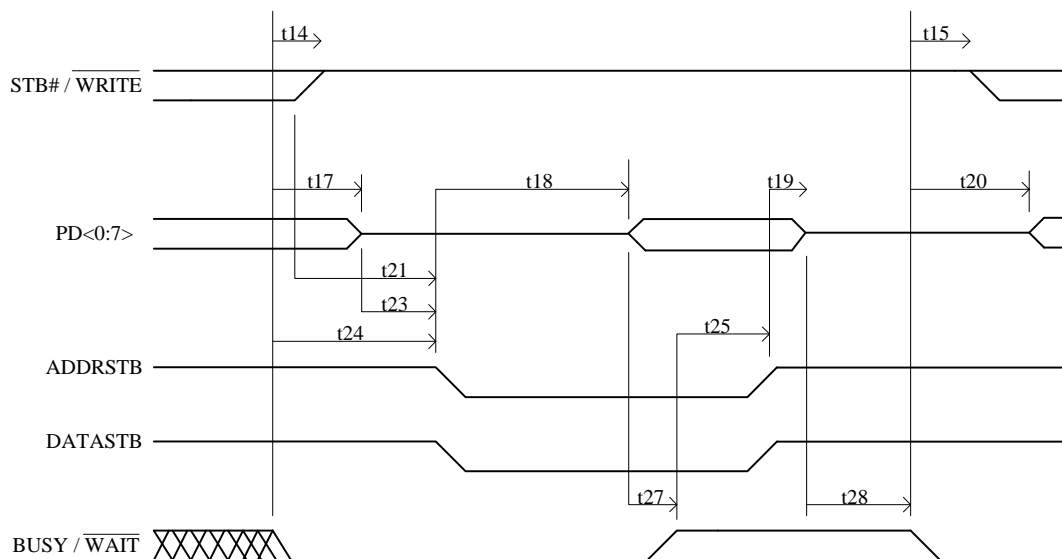 t14
t15
STB# / WRITE
t17
t18
t19
t20
PD<0:7>
t21
t23
t25
t24
ADDRSTB
DATASTB
t27
t28
BUSY / WAIT